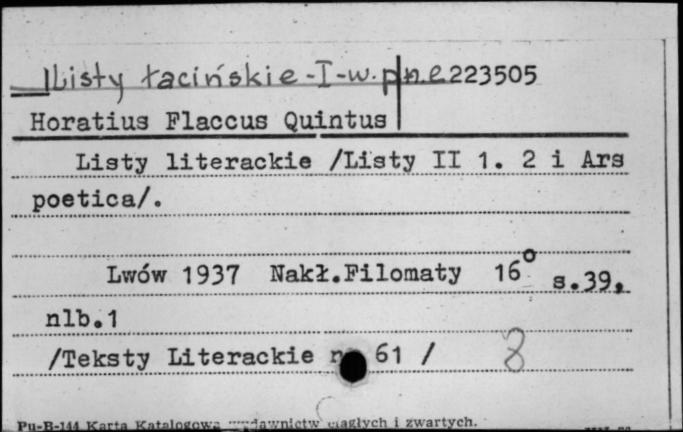 Listy łacińskie-I-w. p.n.e 223505
Horatius Flaccus Quintus
Listy literackie /Listy II 1. 2 i Ars
poetica/.
Lwów 1937 Nakł.Filomaty 16° s.39,
nlb.1
/Teksty Literackie 61 / 8
Pu-B-144 Karta Katalogowa ciągłych i zwartych.